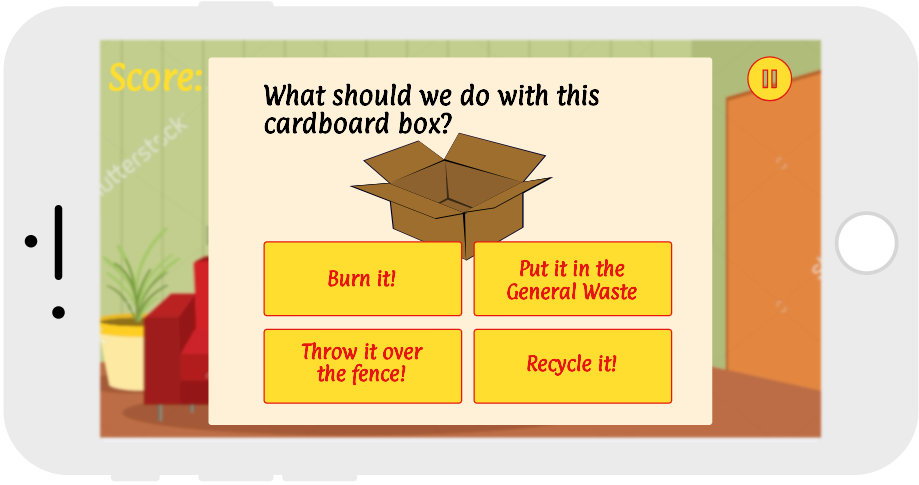 Score:
What should we do with this
cardboard box?
Burn it!
Put it in the
General Waste
Throw it over
the fence!
Recycle it!